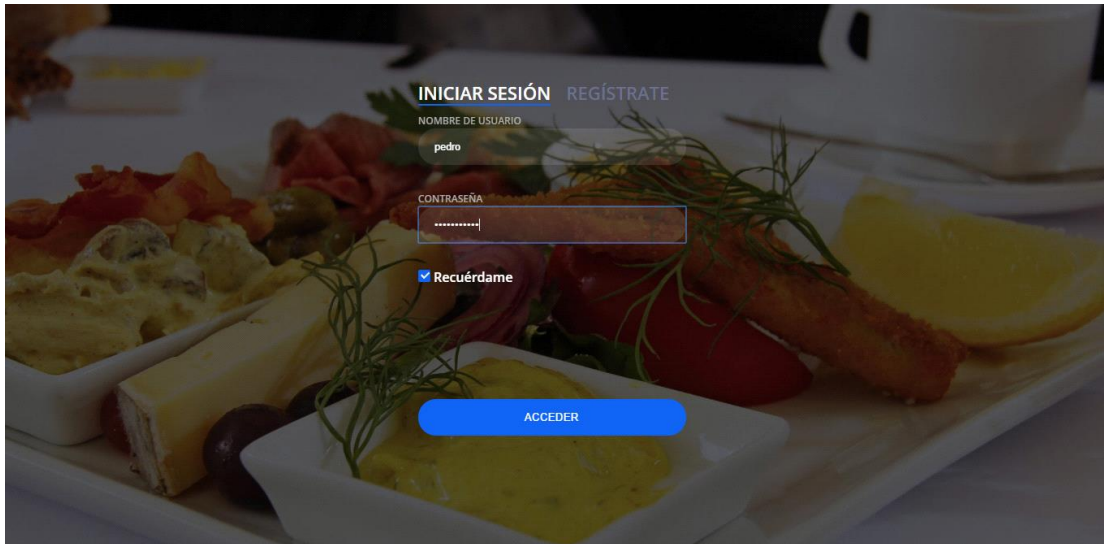 INICIAR SESIÓN REGÍSTRATE
NOMBRE DE USUARIO
pedro
CONTRASEÑA
•••••••••••
Recuérdame
ACCEDER